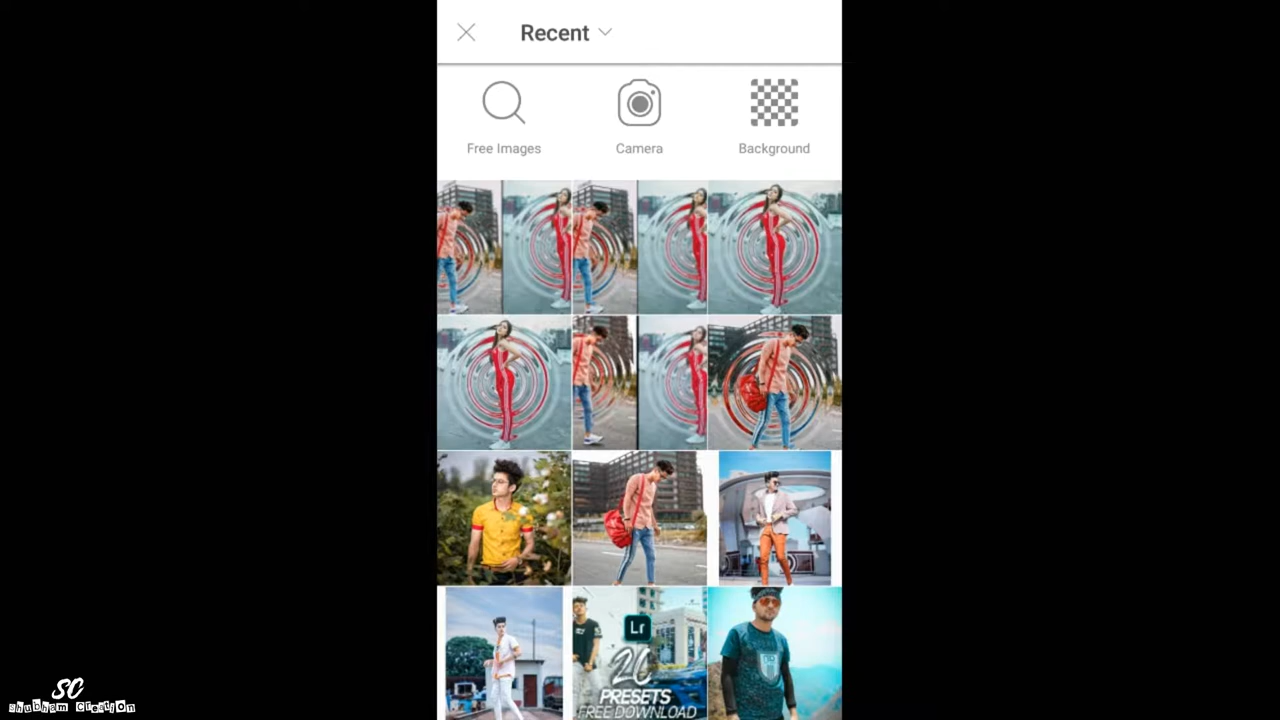 Recent
Free Images
Camera
Background
Lr
20
PRESETS
FREE DOWNLOAD
SC
Shubham Creation